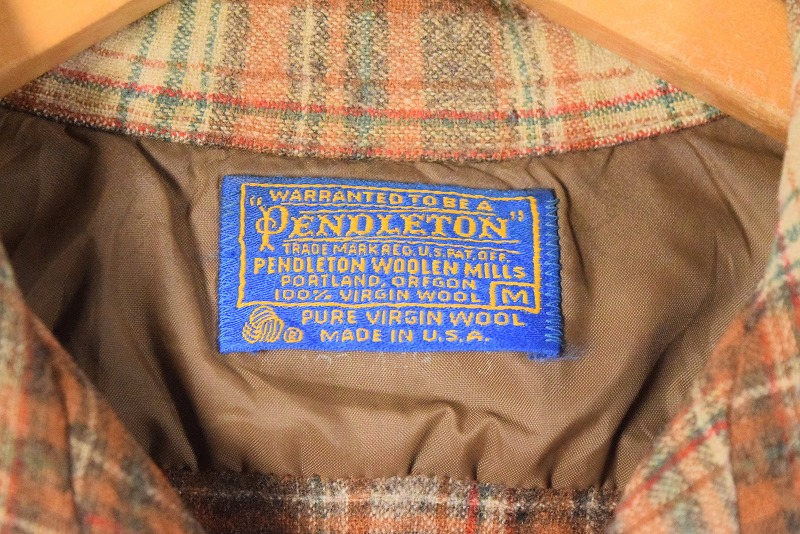 WARRANTED TO BE A
"PENDLETON"
TRADE MARK REG. U.S. PAT. OFF.
PENDLETON WOOLEN MILLS
PORTLAND, OREGON
100% VIRGIN WOOL M
PURE VIRGIN WOOL
® MADE IN U.S.A.